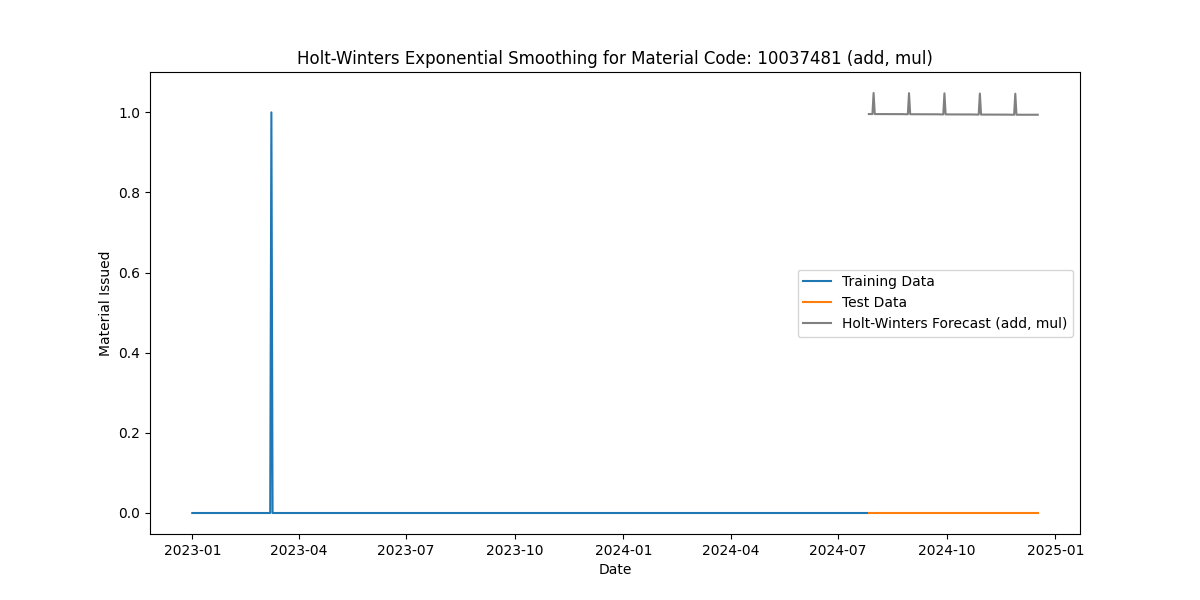 Holt-Winters Exponential Smoothing for Material Code: 10037481 (add, mul)
Material Issued
1.0
0.8
0.6
0.4
0.2
0.0
Training Data
Test Data
Holt-Winters Forecast (add, mul)
2023-01
2023-04
2023-07
2023-10
2024-01
2024-04
2024-07
2024-10
2025-01
Date